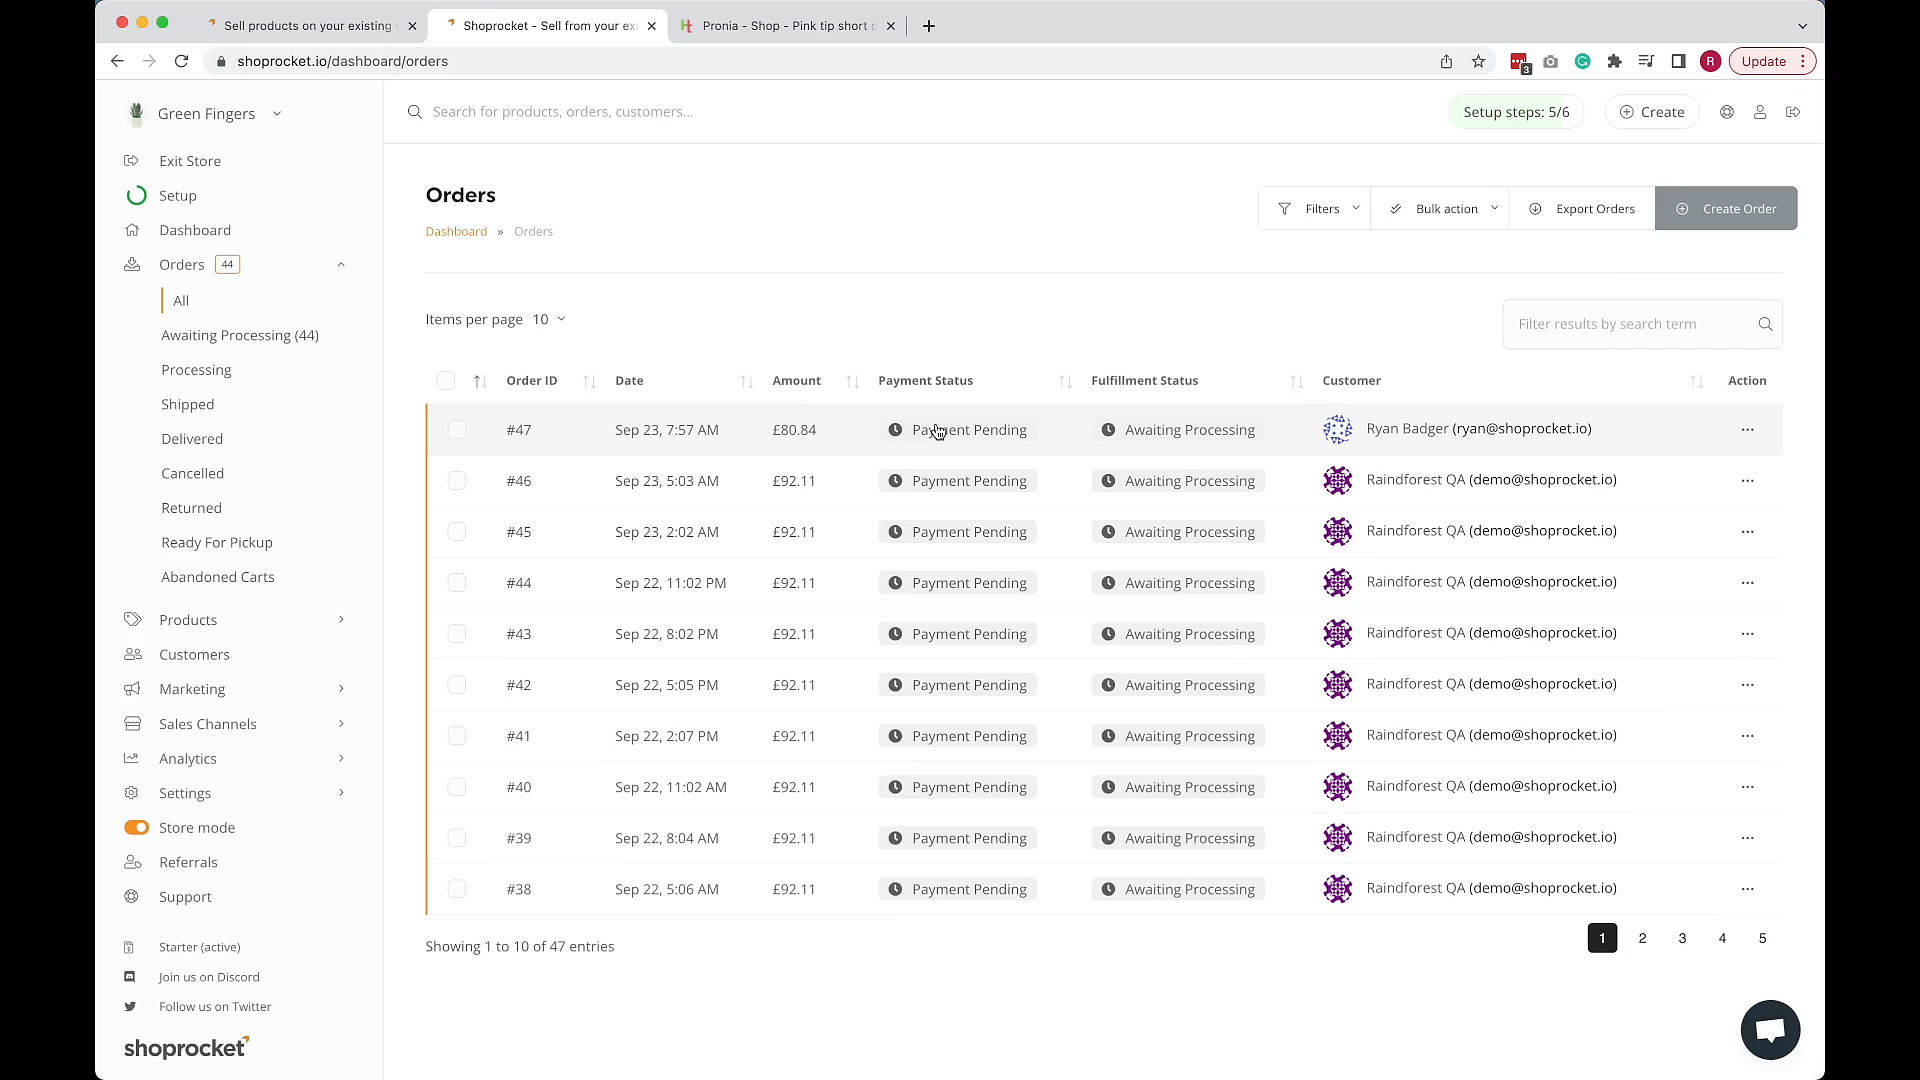 Sell products on your existing
Shoprocket - Sell from your exi
Pronia - Shop - Pink tip short c
shoprocket.io/dashboard/orders
3
R
Update
Green Fingers
Search for products, orders, customers...
Setup steps: 5/6
Create
Exit Store
Setup
Dashboard
Orders 44
All
Awaiting Processing (44)
Processing
Shipped
Delivered
Cancelled
Returned
Ready For Pickup
Abandoned Carts
Products
Customers
Marketing
Sales Channels
Analytics
Settings
Store mode
Referrals
Support
Starter (active)
Join us on Discord
Follow us on Twitter
shoprocket
Orders
Dashboard » Orders
Filters
Bulk action
Export Orders
Create Order
Items per page 10
Filter results by search term
Order ID Date Amount Payment Status Fulfillment Status Customer Action
#47 Sep 23, 7:57 AM £80.84 Payment Pending Awaiting Processing Ryan Badger (ryan@shoprocket.io) ...
#46 Sep 23, 5:03 AM £92.11 Payment Pending Awaiting Processing Raindforest QA (demo@shoprocket.io) ...
#45 Sep 23, 2:02 AM £92.11 Payment Pending Awaiting Processing Raindforest QA (demo@shoprocket.io) ...
#44 Sep 22, 11:02 PM £92.11 Payment Pending Awaiting Processing Raindforest QA (demo@shoprocket.io) ...
#43 Sep 22, 8:02 PM £92.11 Payment Pending Awaiting Processing Raindforest QA (demo@shoprocket.io) ...
#42 Sep 22, 5:05 PM £92.11 Payment Pending Awaiting Processing Raindforest QA (demo@shoprocket.io) ...
#41 Sep 22, 2:07 PM £92.11 Payment Pending Awaiting Processing Raindforest QA (demo@shoprocket.io) ...
#40 Sep 22, 11:02 AM £92.11 Payment Pending Awaiting Processing Raindforest QA (demo@shoprocket.io) ...
#39 Sep 22, 8:04 AM £92.11 Payment Pending Awaiting Processing Raindforest QA (demo@shoprocket.io) ...
#38 Sep 22, 5:06 AM £92.11 Payment Pending Awaiting Processing Raindforest QA (demo@shoprocket.io) ...
Showing 1 to 10 of 47 entries
1 2 3 4 5